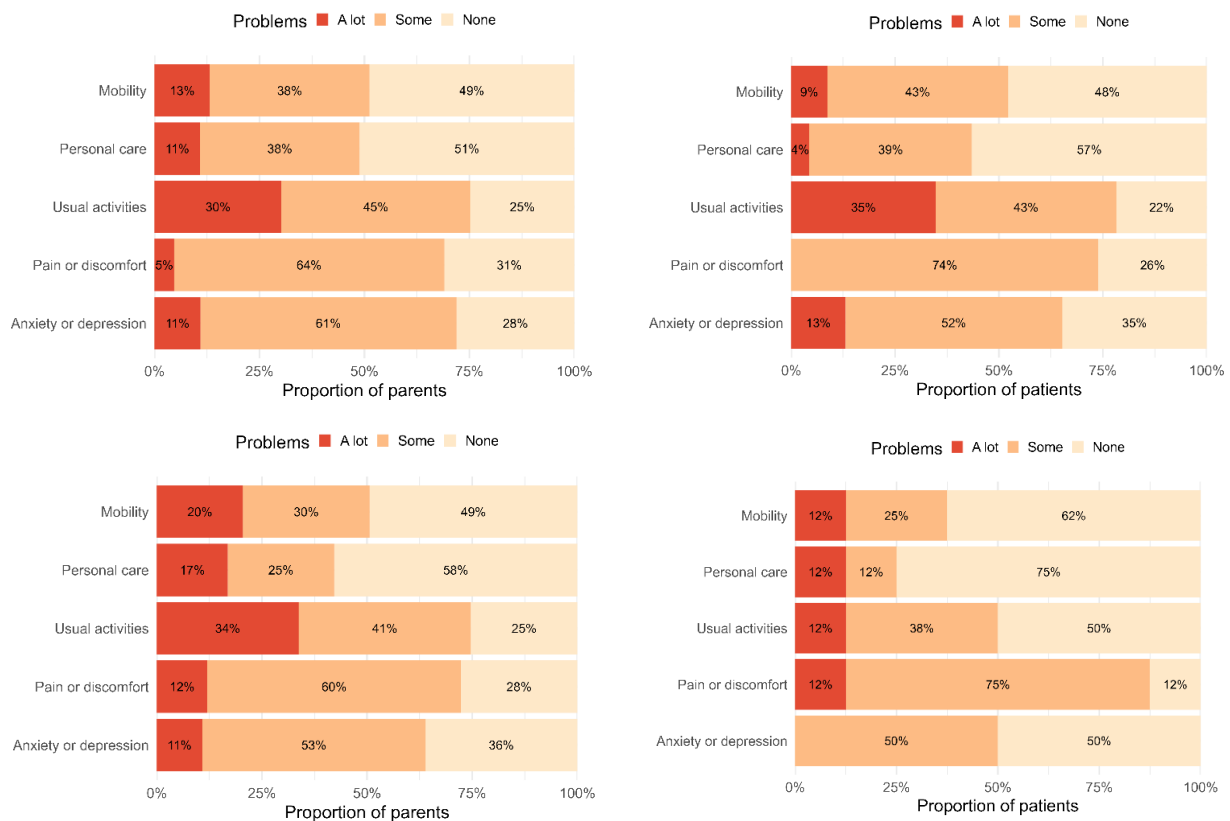 Problems A lot Some None
Mobility 13% 38% 49%
Personal care 11% 38% 51%
Usual activities 30% 45% 25%
Pain or discomfort 5% 64% 31%
Anxiety or depression 11% 61% 28%
0% 25% 50% 75% 100%
Proportion of parents
Problems A lot Some None
Mobility 9% 43% 48%
Personal care 4% 39% 57%
Usual activities 35% 43% 22%
Pain or discomfort 74% 26%
Anxiety or depression 13% 52% 35%
0% 25% 50% 75% 100%
Proportion of patients
Problems A lot Some None
Mobility 20% 30% 49%
Personal care 17% 25% 58%
Usual activities 34% 41% 25%
Pain or discomfort 12% 60% 28%
Anxiety or depression 11% 53% 36%
0% 25% 50% 75% 100%
Proportion of parents
Problems A lot Some None
Mobility 12% 25% 62%
Personal care 12% 12% 75%
Usual activities 12% 38% 50%
Pain or discomfort 12% 75% 12%
Anxiety or depression 50% 50%
0% 25% 50% 75% 100%
Proportion of patients